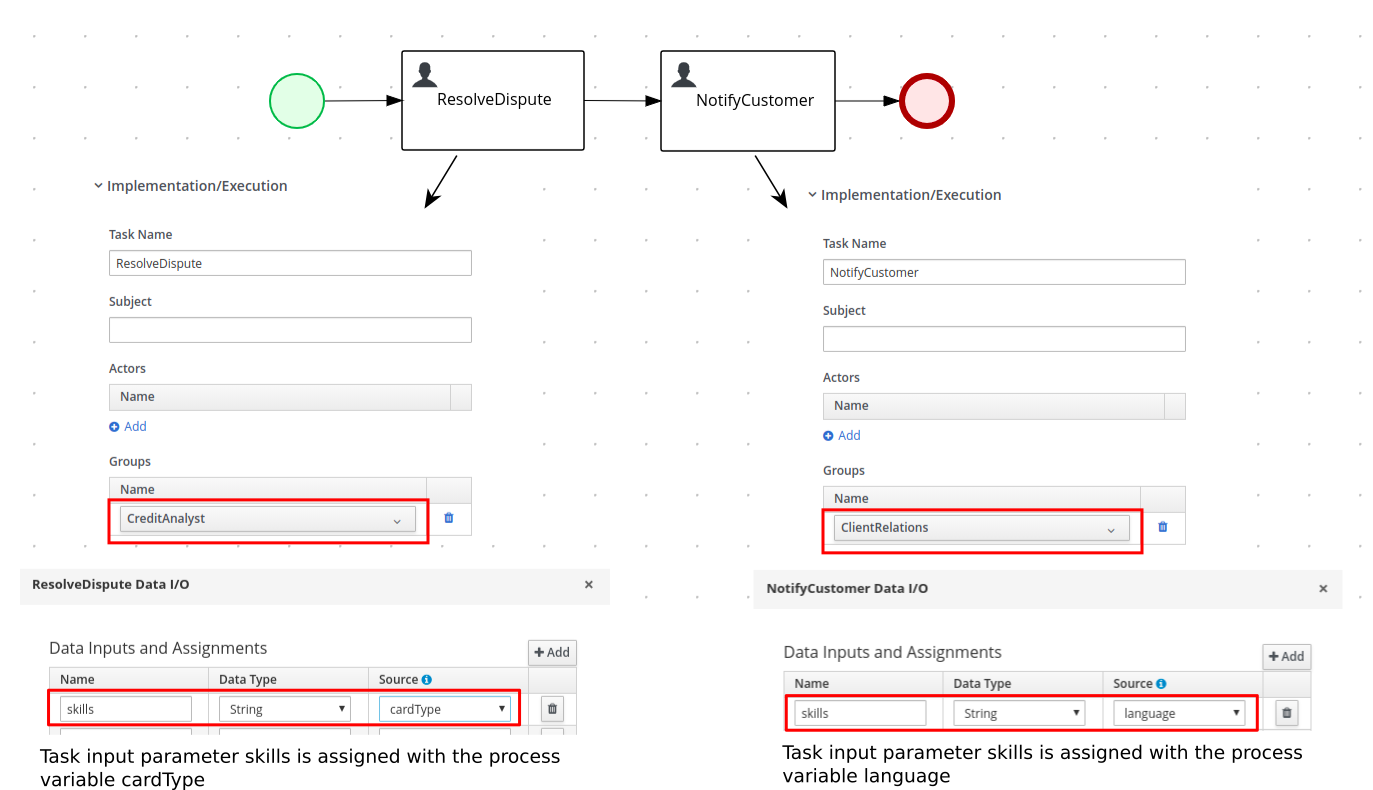 ResolveDispute
NotifyCustomer
Implementation/Execution
Task Name
ResolveDispute
Subject
Actors
Name
Add
Groups
Name
CreditAnalyst
ResolveDispute Data I/O
×
Data Inputs and Assignments
+ Add
Name Data Type Source
skills String cardType
Task input parameter skills is assigned with the process
variable cardType
Implementation/Execution
Task Name
NotifyCustomer
Subject
Actors
Name
Add
Groups
Name
ClientRelations
NotifyCustomer Data I/O
×
Data Inputs and Assignments
+ Add
Name Data Type Source
skills String language
Task input parameter skills is assigned with the process
variable language